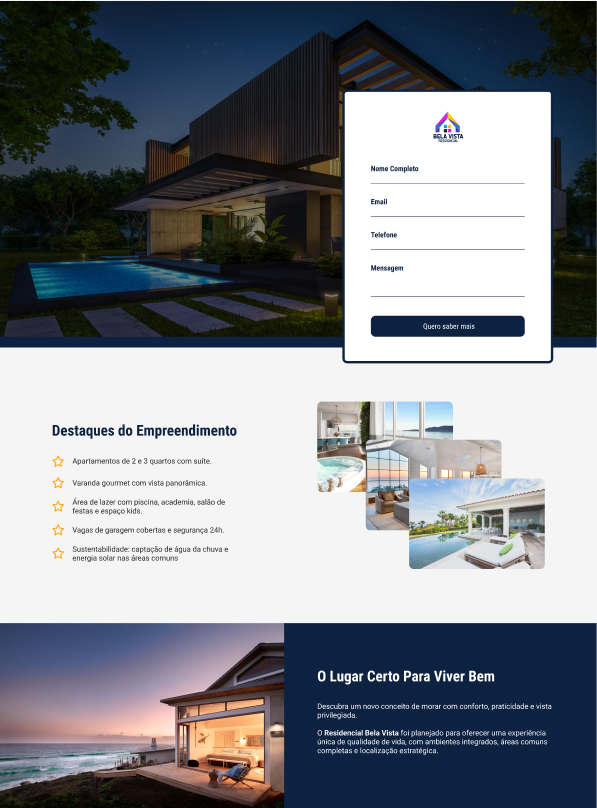 BELA VISTA
RESIDENCIAL
Nome Completo
Email
Telefone
Mensagem
Quero saber mais
Destaques do Empreendimento
Apartamentos de 2 e 3 quartos com suíte.
Varanda gourmet com vista panorâmica.
Área de lazer com piscina, academia, salão de
festas e espaço kids.
Vagas de garagem cobertas e segurança 24h.
Sustentabilidade: captação de água da chuva e
energia solar nas áreas comuns
O Lugar Certo Para Viver Bem
Descubra um novo conceito de morar com conforto, praticidade e vista
privilegiada.
O Residencial Bela Vista foi planejado para oferecer uma experiência
única de qualidade de vida, com ambientes integrados, áreas comuns
completas e localização estratégica.